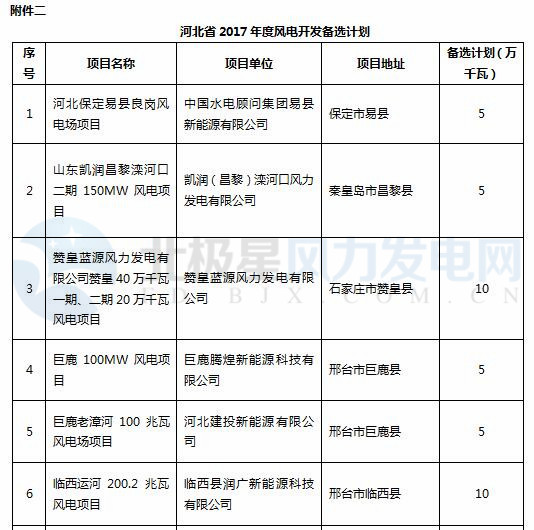 附件二
河北省 2017 年度风电开发备选计划
序号 项目名称 项目单位 项目地址 备选计划（万千瓦）
1 河北保定易县良岗风电场项目 中国水电顾问集团易县新能源有限公司 保定市易县 5
2 山东凯润昌黎滦河口二期 150MW 风电项目 凯润（昌黎）滦河口风力发电有限公司 秦皇岛市昌黎县 5
3 赞皇蓝源风力发电有限公司赞皇 40 万千瓦一期、二期 20 万千瓦风电项目 赞皇蓝源风力发电有限公司 石家庄市赞皇县 10
4 巨鹿 100MW 风电项目 巨鹿腾煌新能源科技有限公司 邢台市巨鹿县 5
5 巨鹿老漳河 100 兆瓦风电场项目 河北建投新能源有限公司 邢台市巨鹿县 5
6 临西运河 200.2 兆瓦风电项目 临西县润广新能源科技有限公司 邢台市临西县 10
北极星风力发电网
FD.BJX.COM.CN